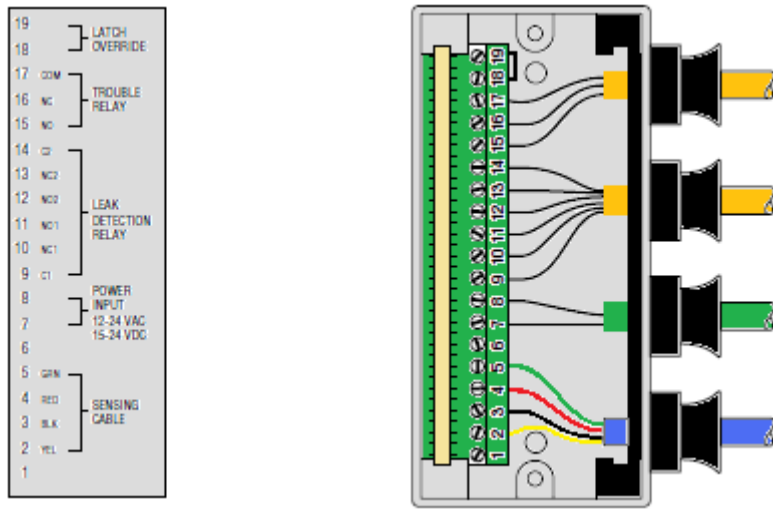 19
18
LATCH
OVERRIDE
17 COM
16 NC
15 NO
TROUBLE
RELAY
14 C2
13 NC2
12 NO2
11 NO1
10 NC1
9 C1
LEAK
DETECTION
RELAY
8
7
POWER
INPUT
12-24 VAC
15-24 VDC
6
5 GRN
4 RED
3 BLK
2 YEL
SENSING
CABLE
1
19
18
17
16
15
14
13
12
11
10
9
8
7
6
5
4
3
2
1